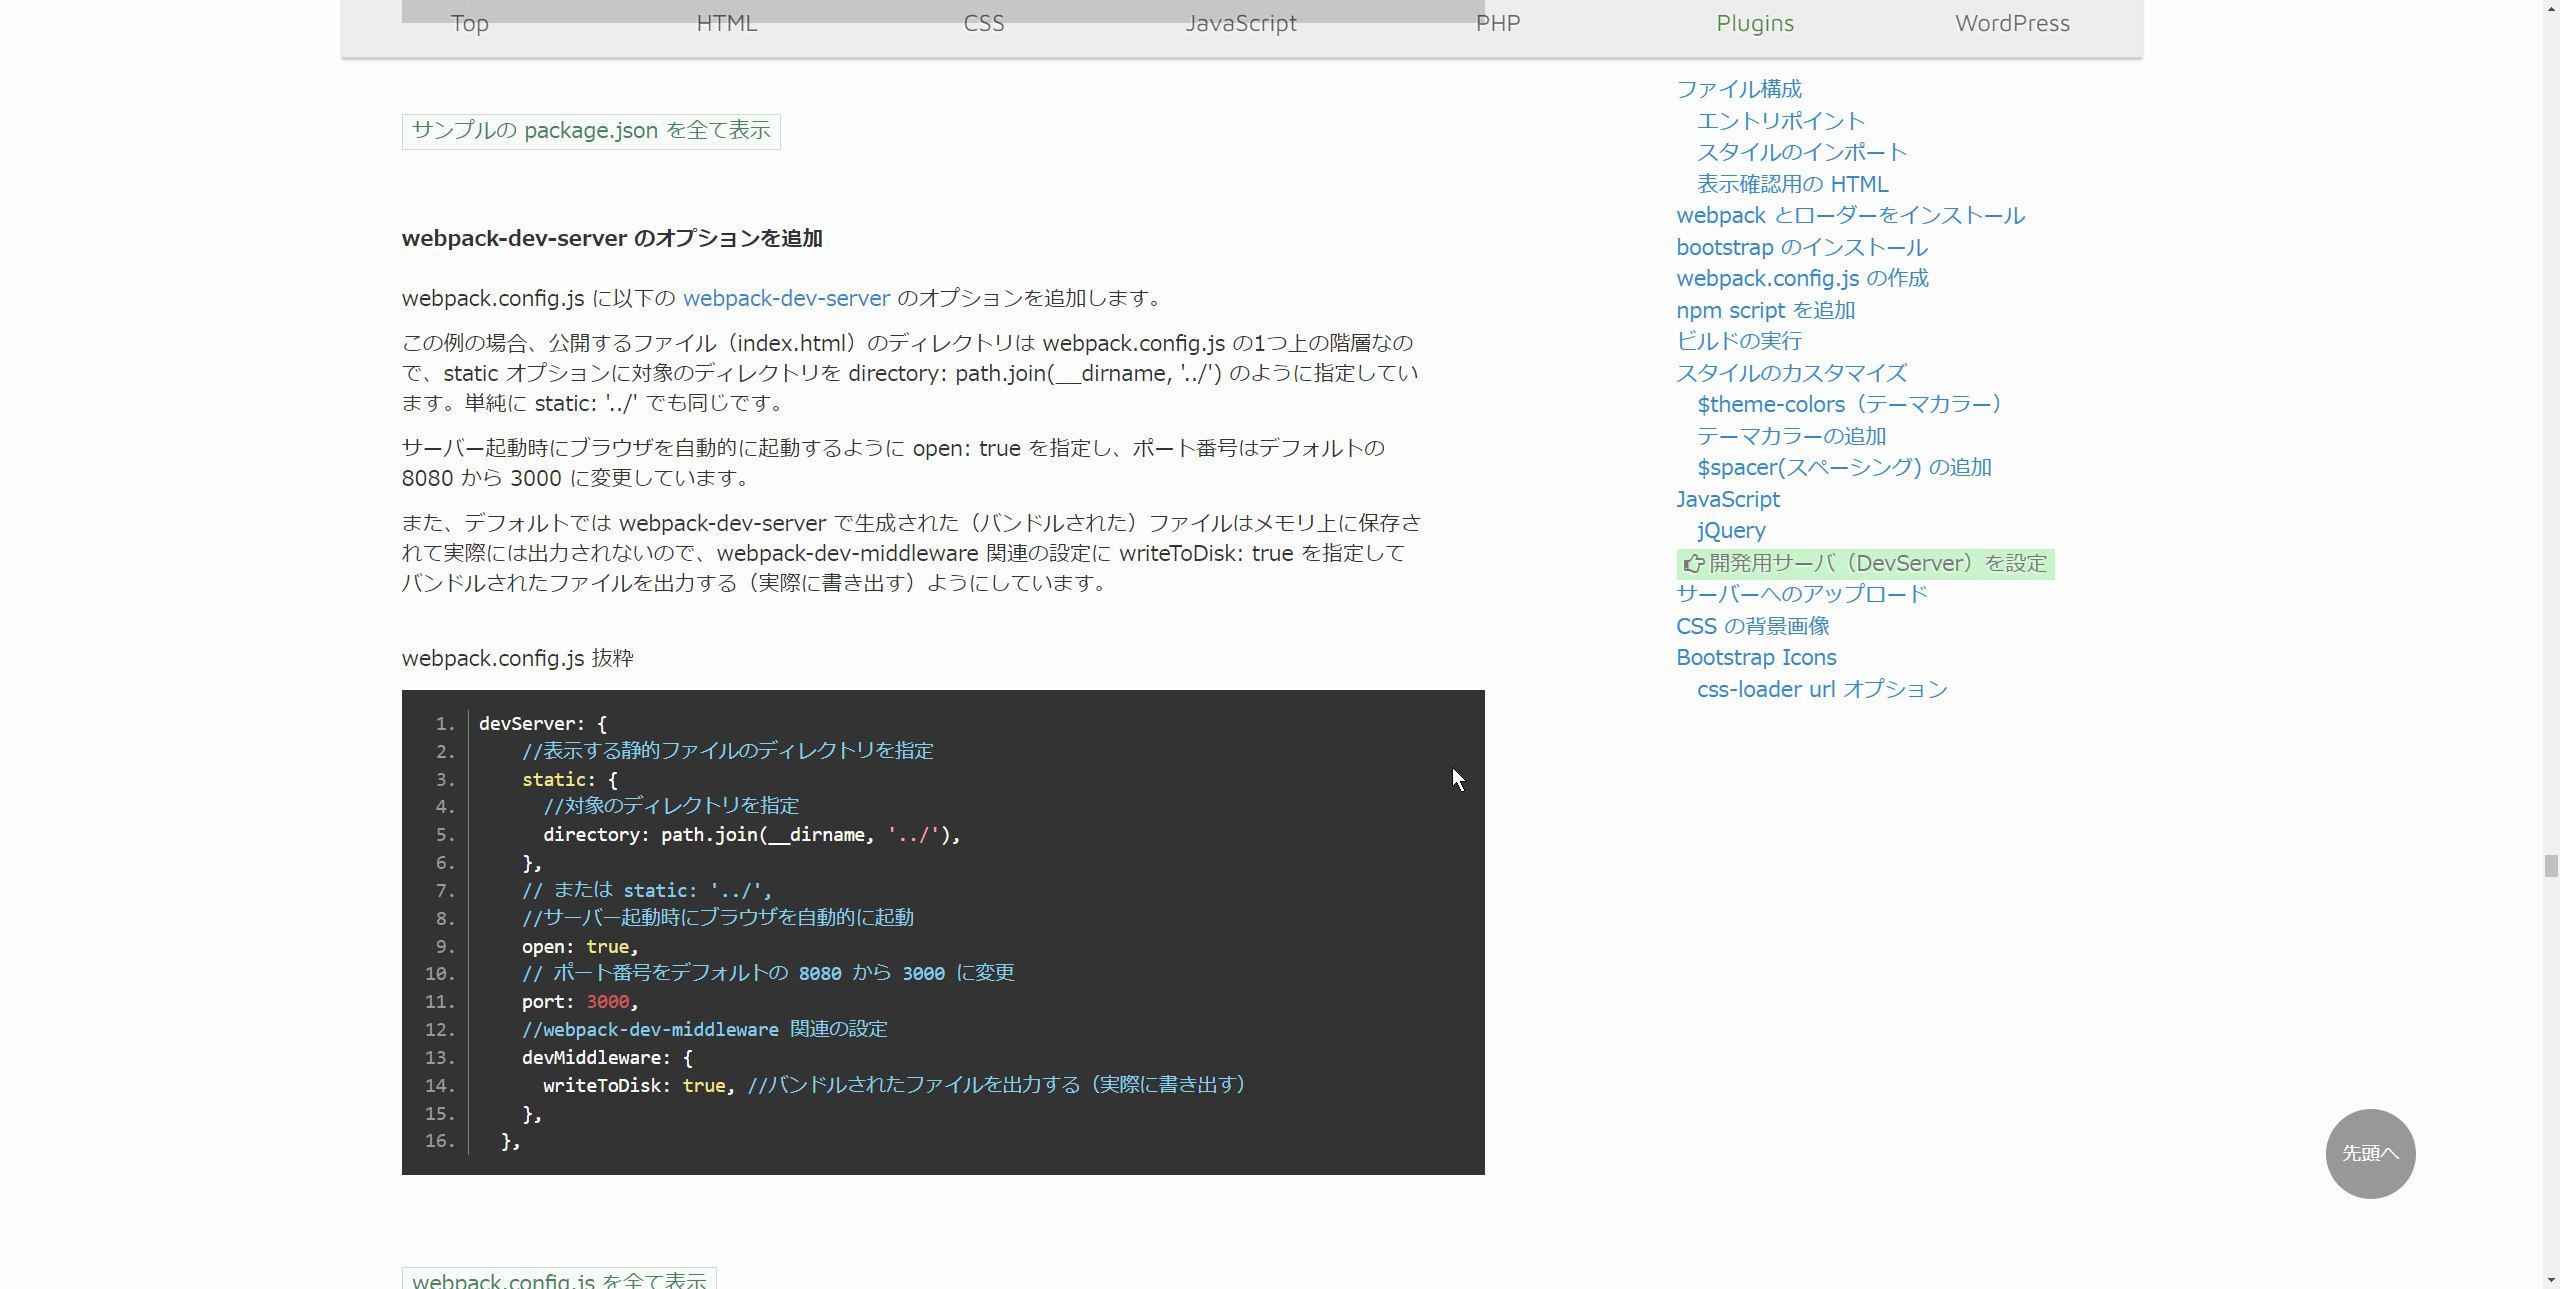 Top HTML CSS JavaScript PHP Plugins WordPress
サンプルの package.json を全て表示
webpack-dev-server のオプションを追加
webpack.config.js に以下の webpack-dev-server のオプションを追加します。
この例の場合、公開するファイル（index.html）のディレクトリは webpack.config.js の1つ上の階層なの
で、static オプションに対象のディレクトリを directory: path.join(__dirname, '../') のように指定してい
ます。単純に static: '../' でも同じです。
サーバー起動時にブラウザを自動的に起動するように open: true を指定し、ポート番号はデフォルトの
8080 から 3000 に変更しています。
また、デフォルトでは webpack-dev-server で生成された（バンドルされた）ファイルはメモリ上に保存さ
れて実際には出力されないので、webpack-dev-middleware 関連の設定に writeToDisk: true を指定して
バンドルされたファイルを出力する（実際に書き出す）ようにしています。
webpack.config.js 抜粋
1. devServer: {
2. //表示する静的ファイルのディレクトリを指定
3. static: {
4. //対象のディレクトリを指定
5. directory: path.join(__dirname, '../'),
6. },
7. // または static: '../',
8. //サーバー起動時にブラウザを自動的に起動
9. open: true,
10. // ポート番号をデフォルトの 8080 から 3000 に変更
11. port: 3000,
12. //webpack-dev-middleware 関連の設定
13. devMiddleware: {
14. writeToDisk: true, //バンドルされたファイルを出力する（実際に書き出す）
15. },
16. },
webpack.config.js を全て表示
ファイル構成
エントリポイント
スタイルのインポート
表示確認用の HTML
webpack とローダーをインストール
bootstrap のインストール
webpack.config.js の作成
npm script を追加
ビルドの実行
スタイルのカスタマイズ
$theme-colors（テーマカラー）
テーマカラーの追加
$spacer(スペーシング) の追加
JavaScript
jQuery
開発用サーバ（DevServer）を設定
サーバーへのアップロード
CSS の背景画像
Bootstrap Icons
css-loader url オプション
先頭へ